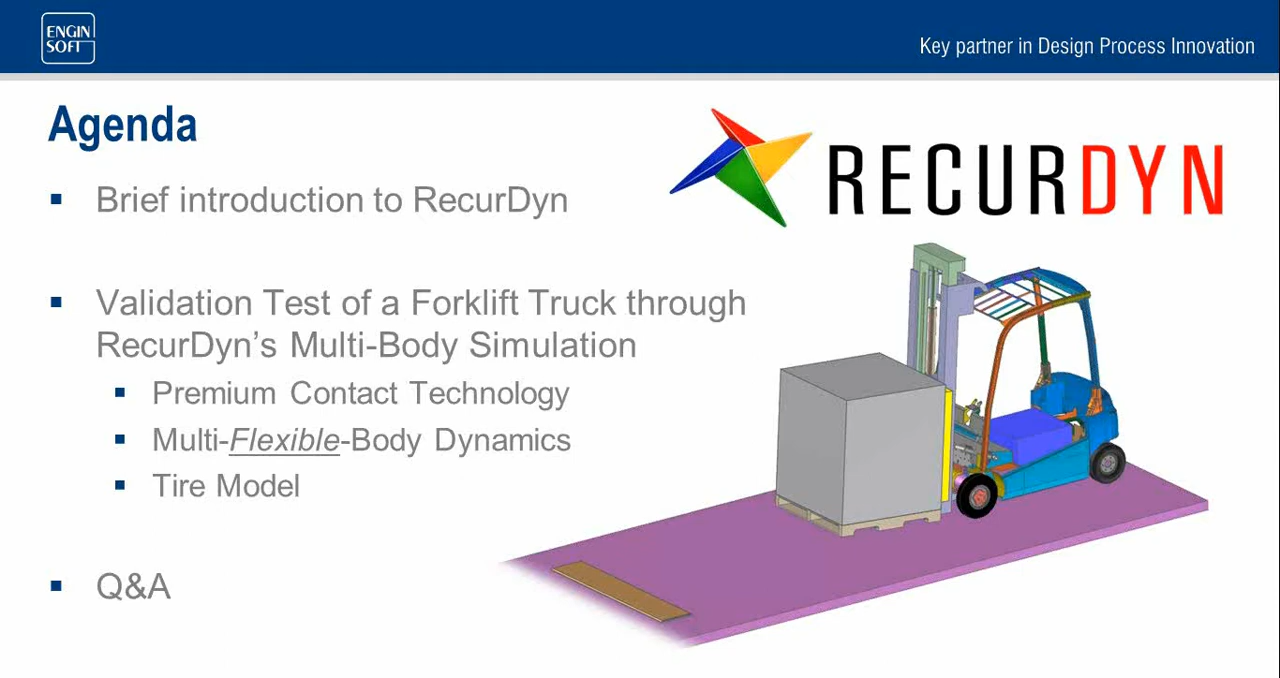 ENGIN
SOFT
Key partner in Design Process Innovation
Agenda
RECURDYN
▪ Brief introduction to RecurDyn
▪ Validation Test of a Forklift Truck through
RecurDyn’s Multi-Body Simulation
▪ Premium Contact Technology
▪ Multi-Flexible-Body Dynamics
▪ Tire Model
▪ Q&A